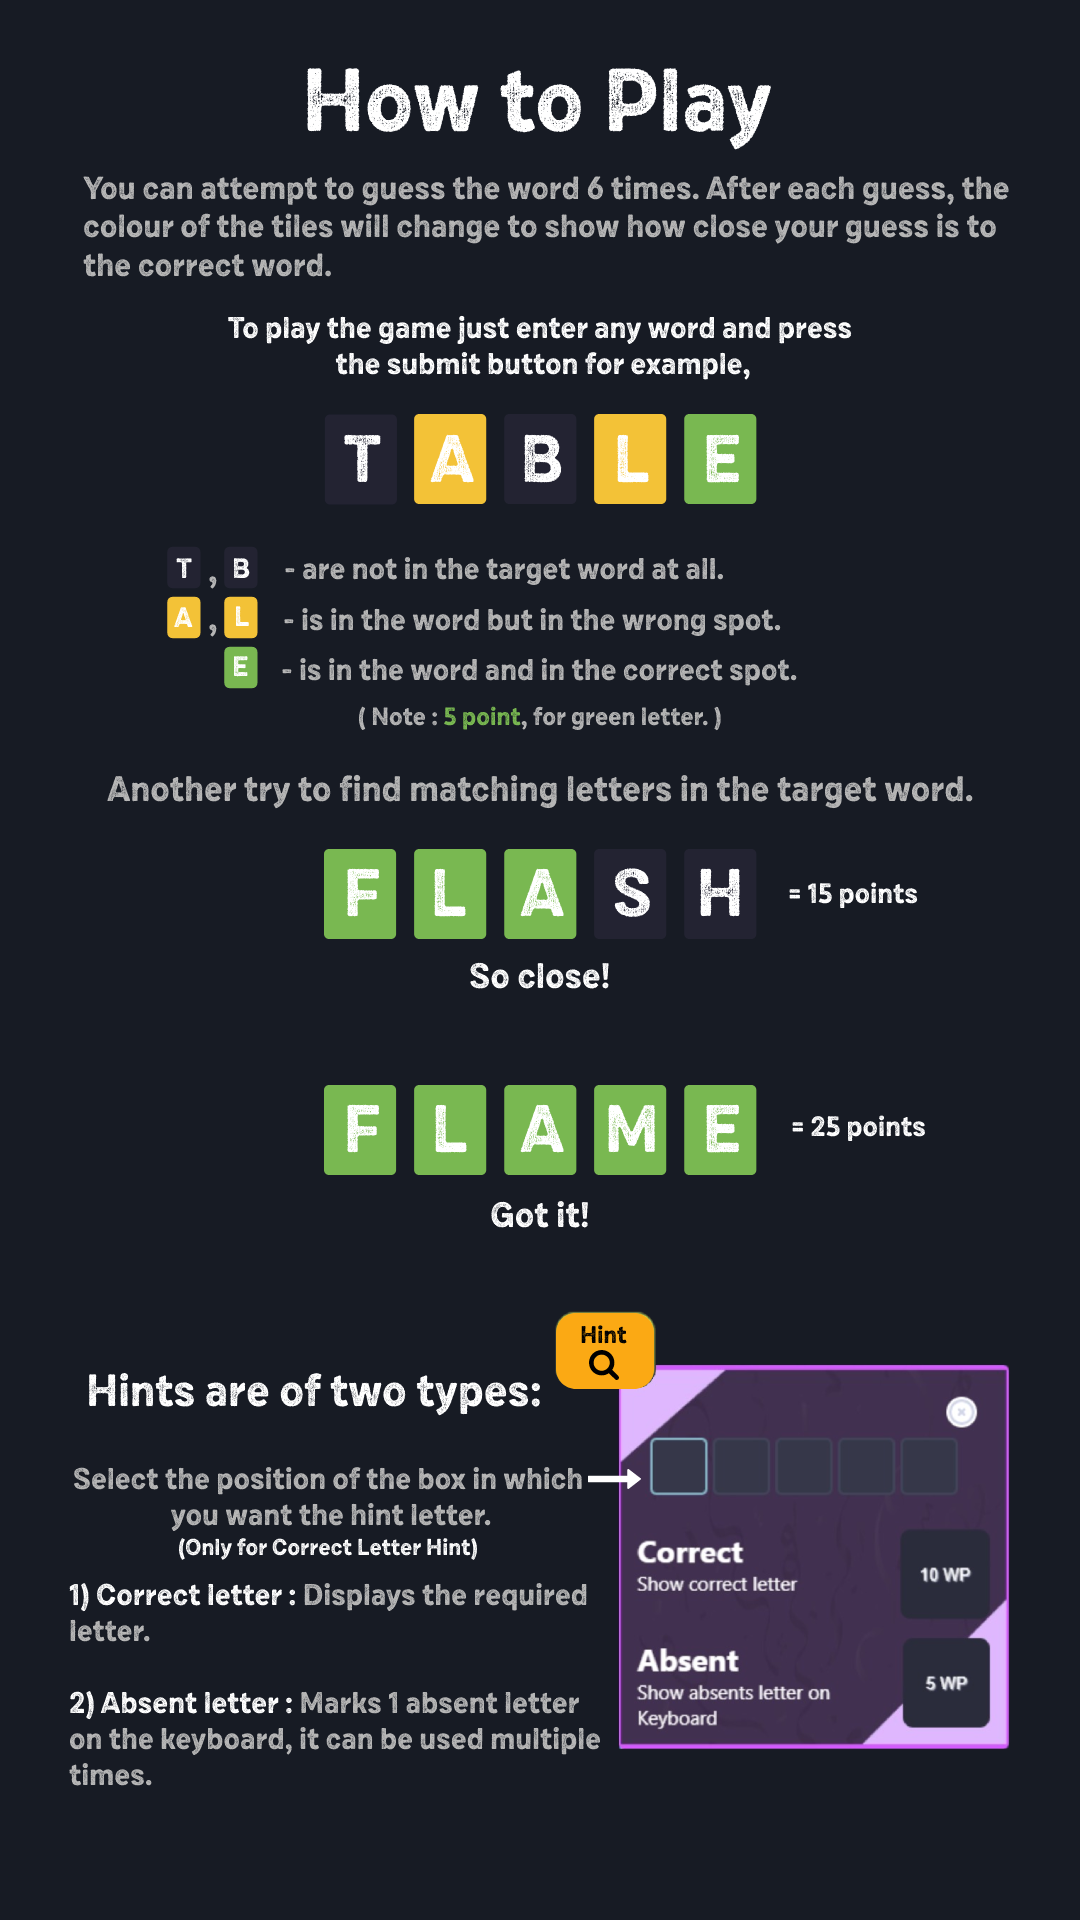 How to Play
You can attempt to guess the word 6 times. After each guess, the
colour of the tiles will change to show how close your guess is to
the correct word.
To play the game just enter any word and press
the submit button for example,
T A B L E
T , B - are not in the target word at all.
A , L - is in the word but in the wrong spot.
E - is in the word and in the correct spot.
( Note : 5 point, for green letter. )
Another try to find matching letters in the target word.
F L A S H = 15 points
So close!
F L A M E = 25 points
Got it!
Hint
Hints are of two types:
Select the position of the box in which
you want the hint letter.
(Only for Correct Letter Hint)
1) Correct letter : Displays the required
letter.
2) Absent letter : Marks 1 absent letter
on the keyboard, it can be used multiple
times.
Correct
Show correct letter
10 WP
Absent
Show absents letter on
Keyboard
5 WP